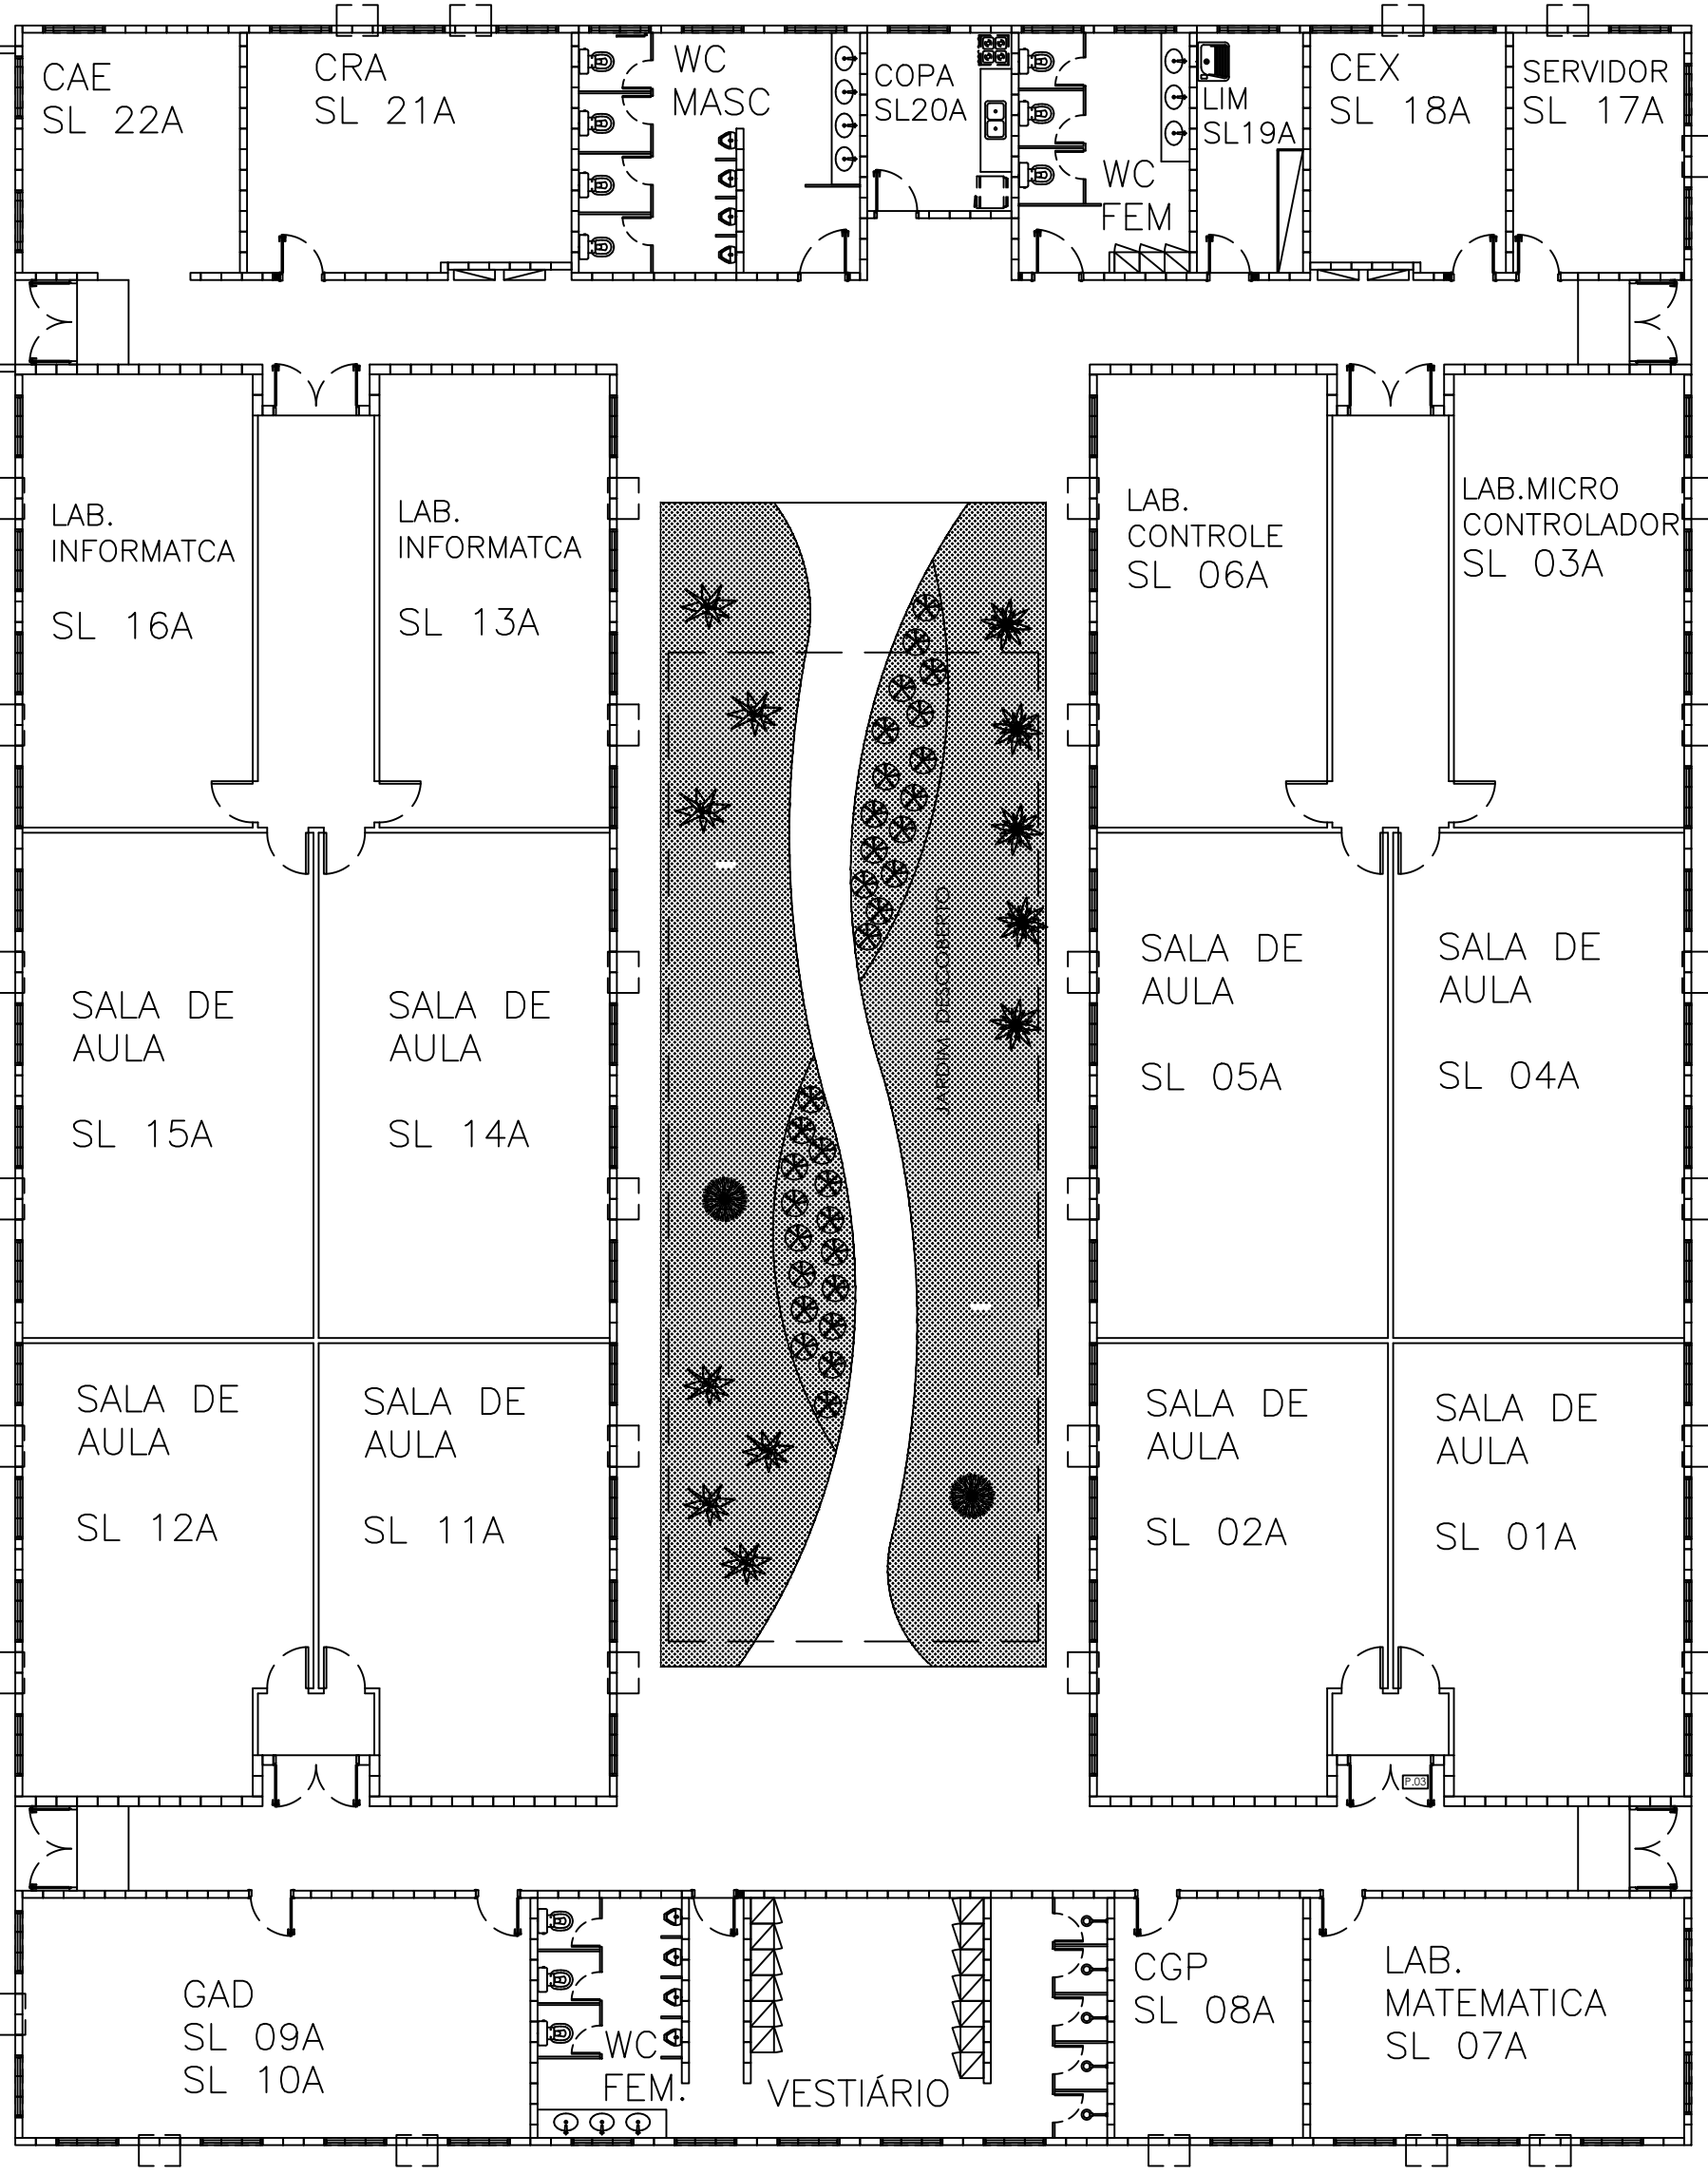 CAE
SL 22A
CRA
SL 21A
WC
MASC
COPA
SL20A
WC
FEM
LIM
SL19A
CEX
SL 18A
SERVIDOR
SL 17A
LAB.
INFORMATCA
SL 16A
LAB.
INFORMATCA
SL 13A
LAB.
CONTROLE
SL 06A
LAB.MICRO
CONTROLADOR
SL 03A
JARDIM DESCOBERTO
SALA DE
AULA
SL 15A
SALA DE
AULA
SL 14A
SALA DE
AULA
SL 05A
SALA DE
AULA
SL 04A
SALA DE
AULA
SL 12A
SALA DE
AULA
SL 11A
SALA DE
AULA
SL 02A
SALA DE
AULA
SL 01A
P.03
GAD
SL 09A
SL 10A
WC
FEM.
VESTIÁRIO
CGP
SL 08A
LAB.
MATEMATICA
SL 07A